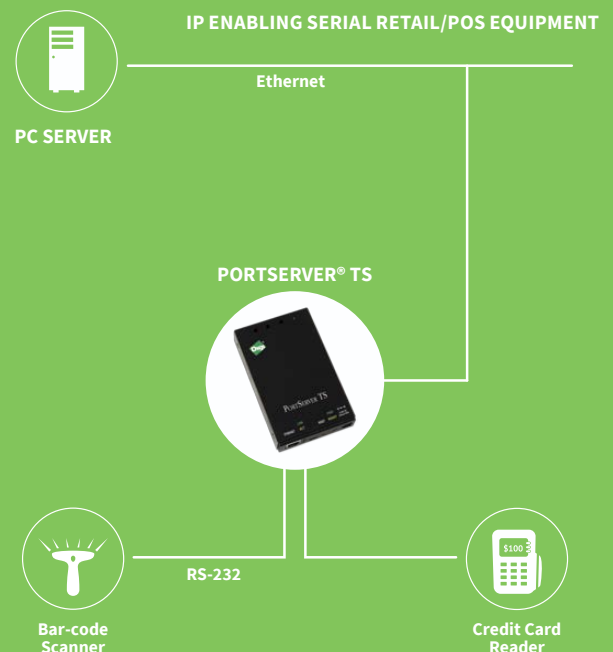 IP ENABLING SERIAL RETAIL/POS EQUIPMENT
Ethernet
PC SERVER
PORTSERVER® TS
Digi
PORTSERVER TS
RS-232
$100
Bar-code
Scanner
Credit Card
Reader